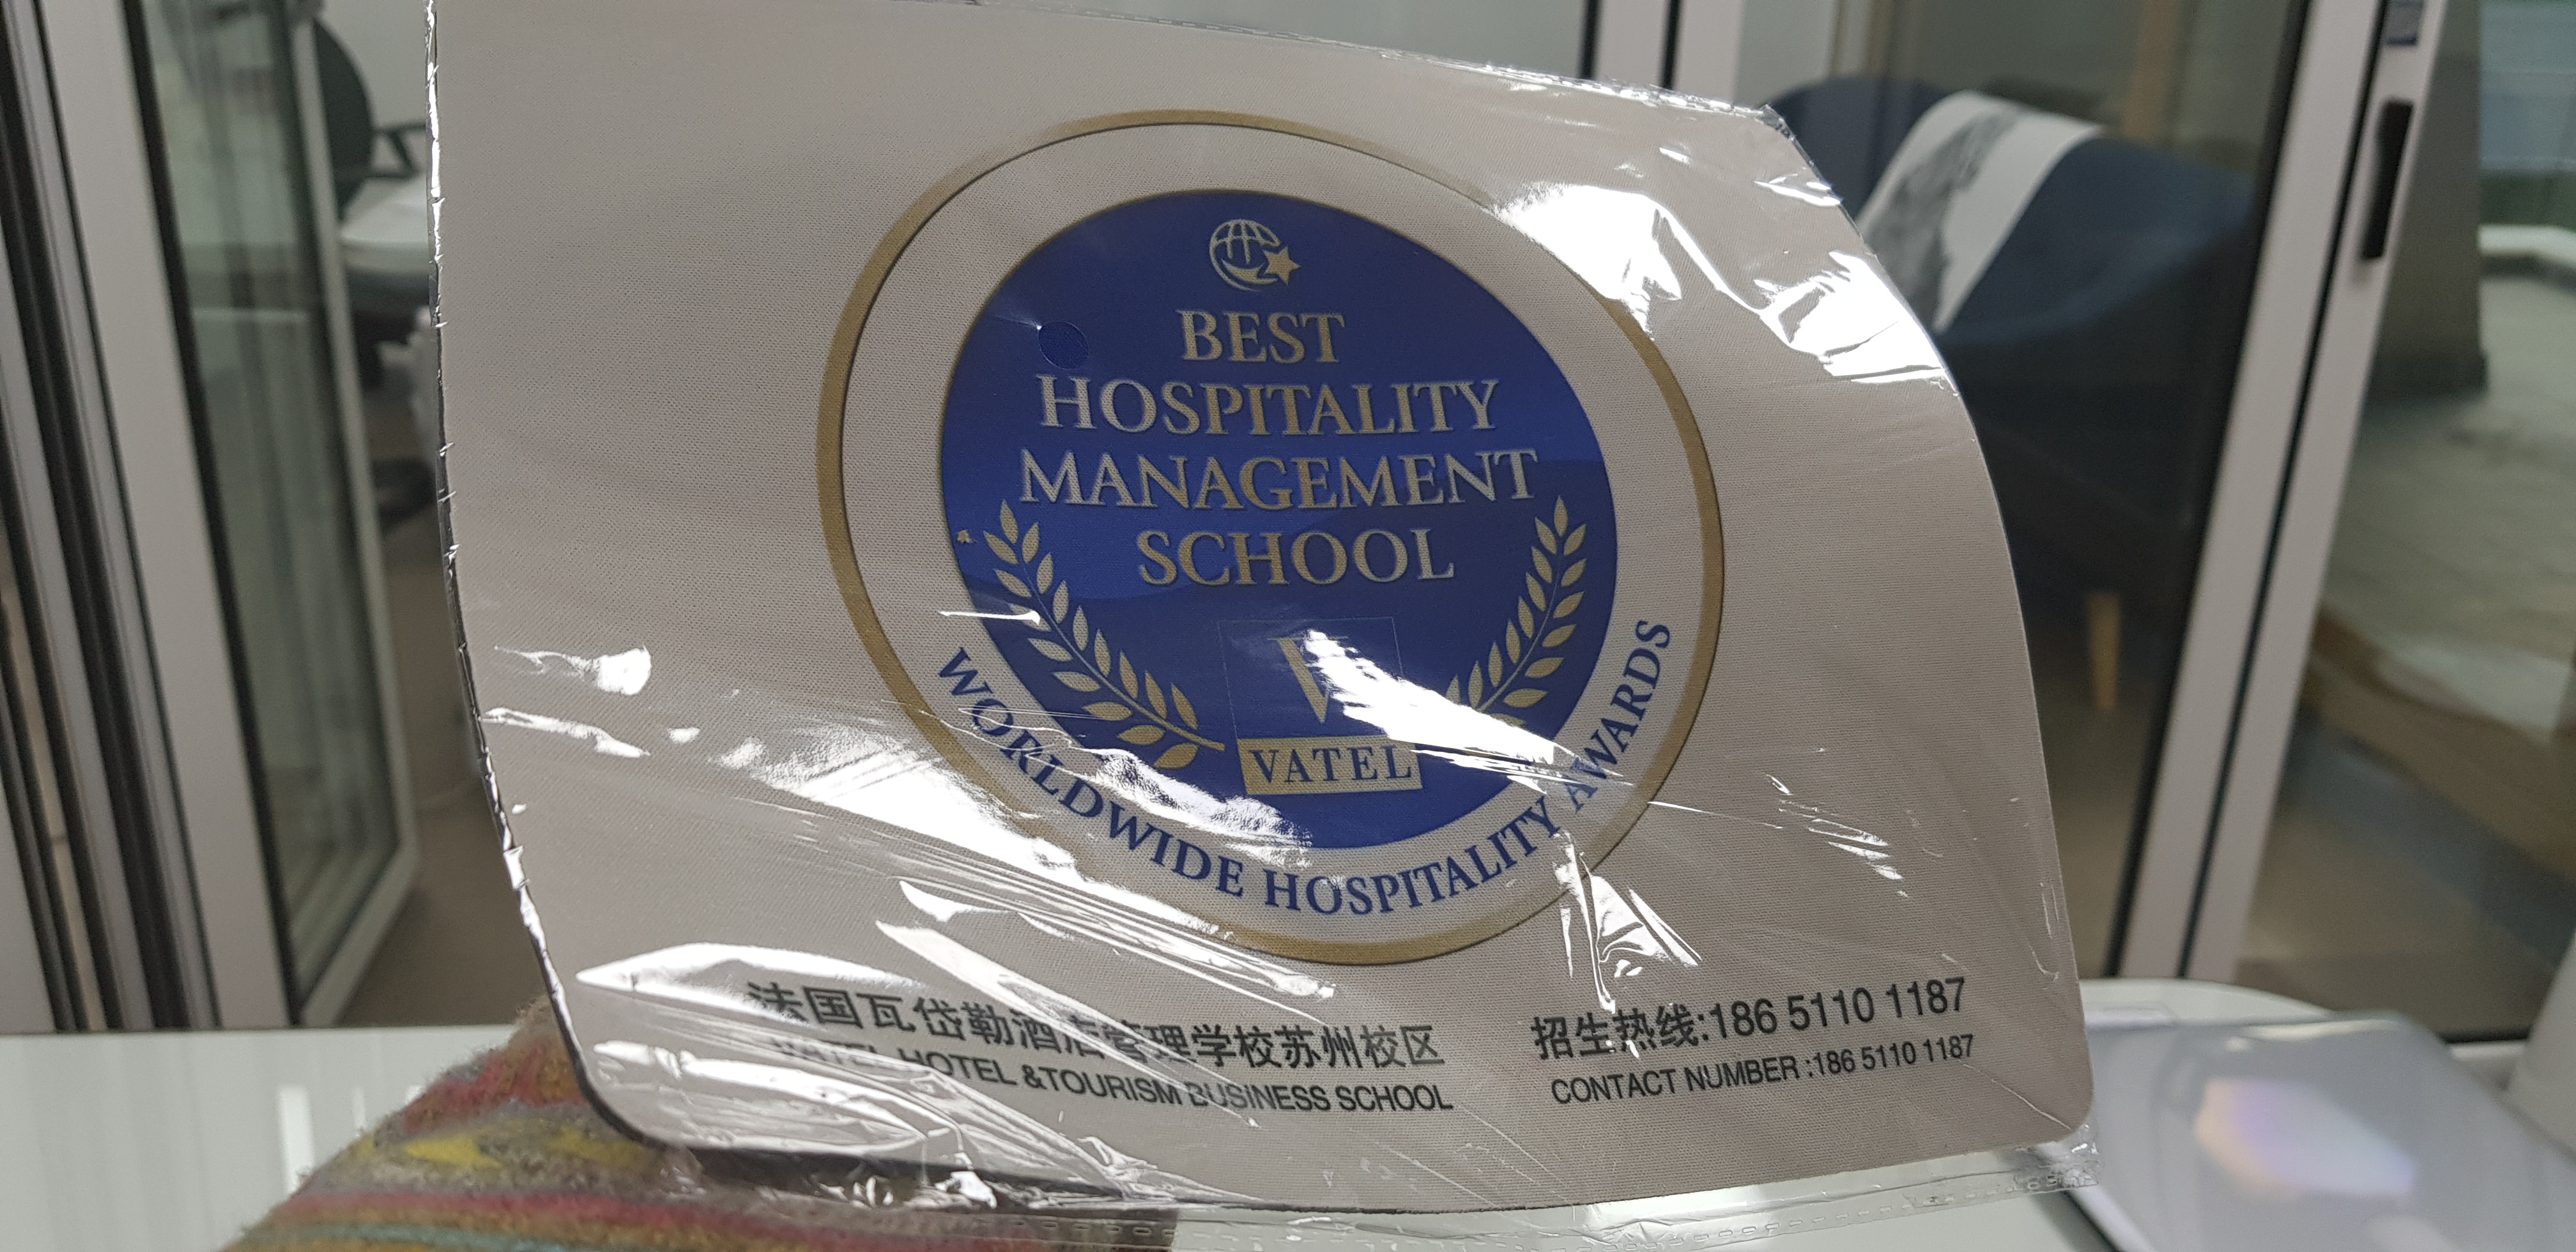 BEST
HOSPITALITY
MANAGEMENT
SCHOOL
V
VATEL
WORLDWIDE HOSPITALITY AWARDS
法国瓦岱勒酒店管理学校苏州校区
VATEL HOTEL &TOURISM BUSINESS SCHOOL
招生热线:186 5110 1187
CONTACT NUMBER :186 5110 1187